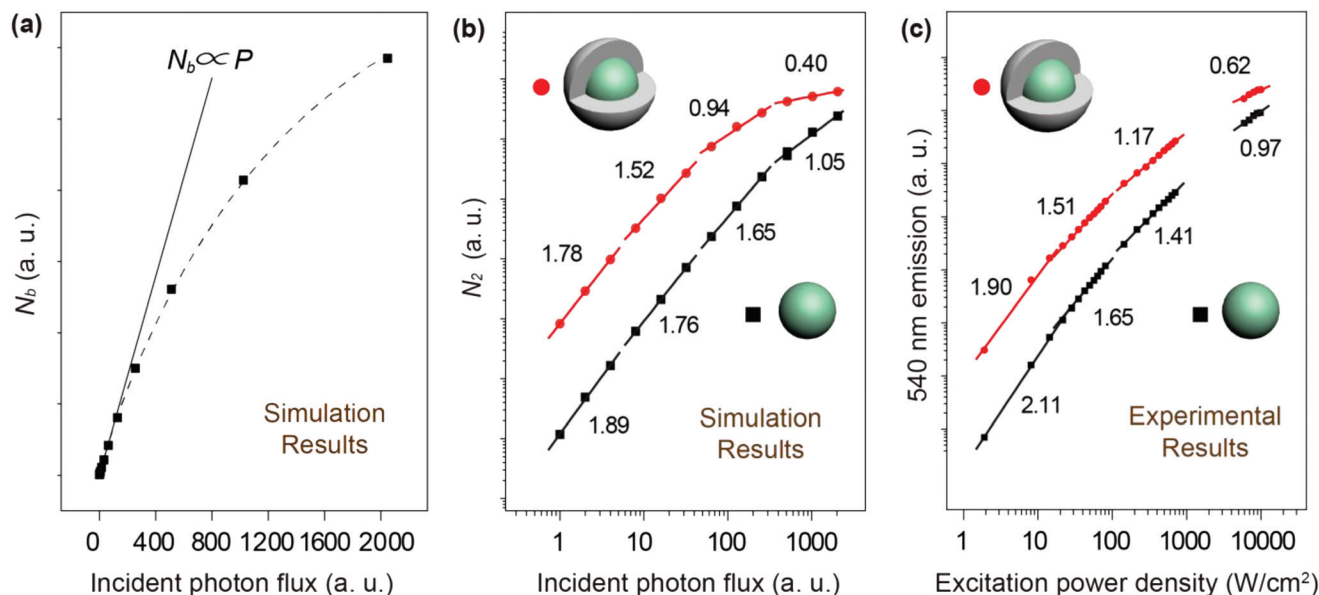 (a)
N_b ∝ P
N_b (a. u.)
Simulation
Results
0 400 800 1200 1600 2000
Incident photon flux (a. u.)
(b)
0.40
0.94
1.52
1.05
1.78
1.65
1.76
1.89
N_2 (a. u.)
Simulation
Results
1 10 100 1000
Incident photon flux (a. u.)
(c)
0.62
0.97
1.17
1.51
1.41
1.90
1.65
2.11
540 nm emission (a. u.)
Experimental
Results
1 10 100 1000 10000
Excitation power density (W/cm²)